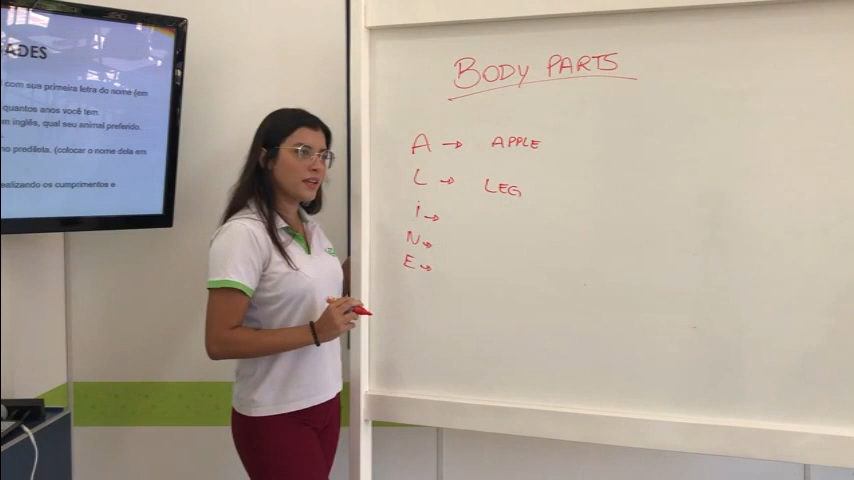 ADES
com sua primeira letra do nome (em
quantos anos você tem
m inglês, qual seu animal preferido.
no predileta. (colocar o nome dela em
ealizando os cumprimentos e
BODY PARTS
A → APPLE
L → LEG
i →
N →
E →